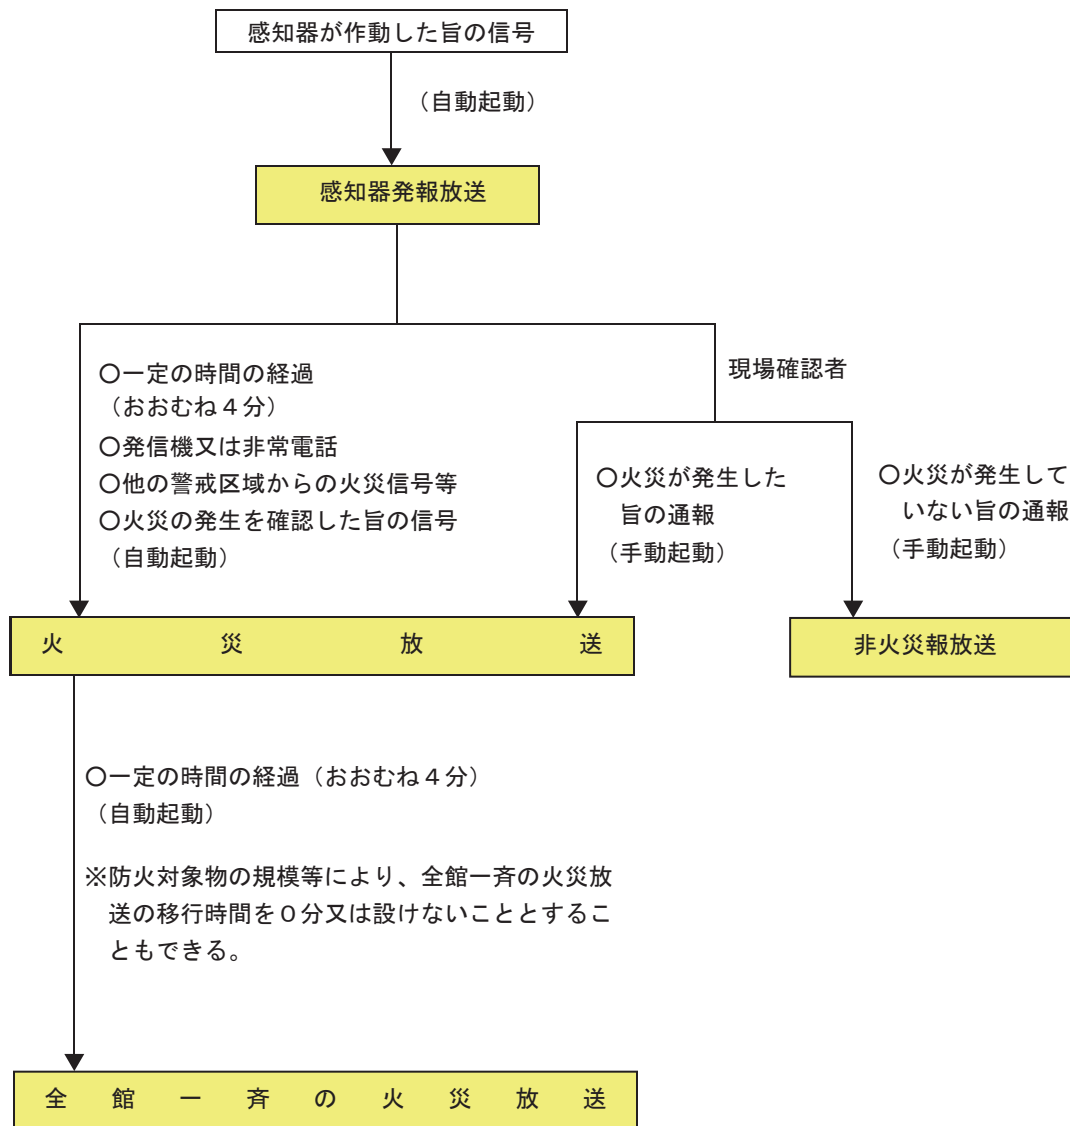 感知器が作動した旨の信号
（自動起動）
感知器発報放送
〇一定の時間の経過
（おおむね４分）
〇発信機又は非常電話
〇他の警戒区域からの火災信号等
〇火災の発生を確認した旨の信号
（自動起動）
現場確認者
〇火災が発生した
旨の通報
（手動起動）
〇火災が発生して
いない旨の通報
（手動起動）
火災放送
非火災報放送
〇一定の時間の経過（おおむね４分）
（自動起動）
※防火対象物の規模等により、全館一斉の火災放
送の移行時間を０分又は設けないこととするこ
ともできる。
全館一斉の火災放送